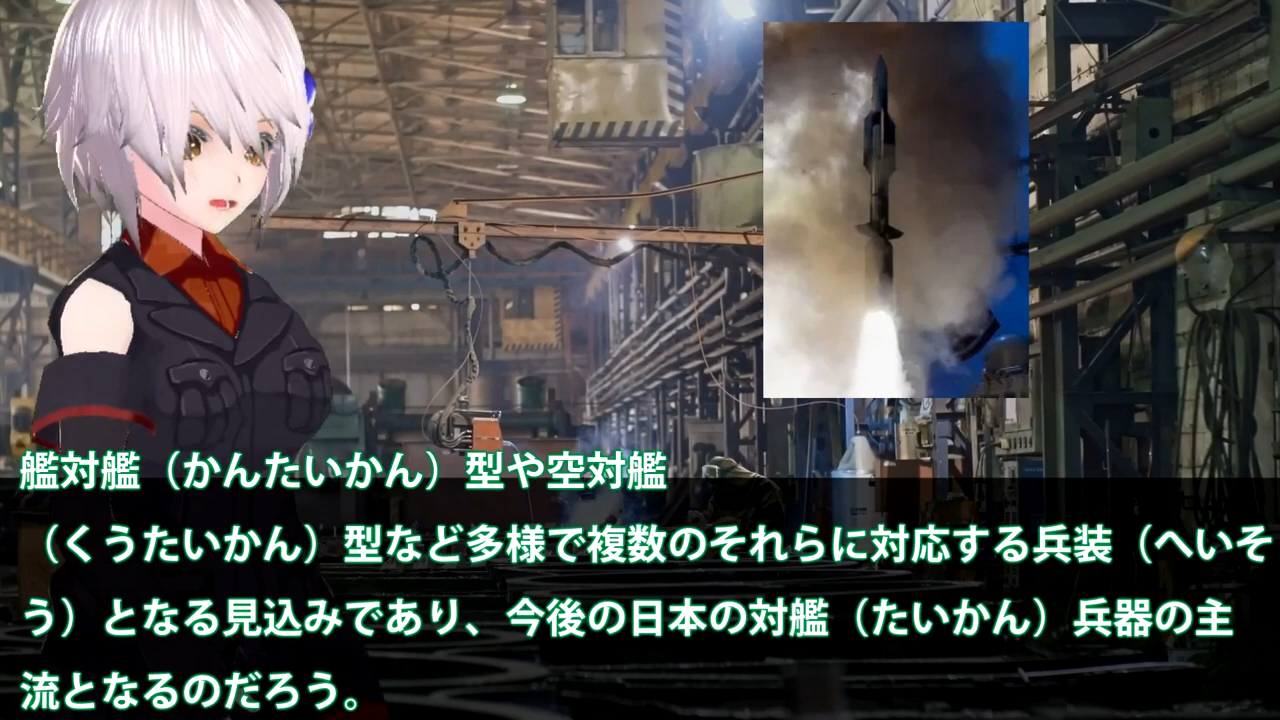 艦対艦（かんたいかん）型や空対艦
（くうたいかん）型など多様で複数のそれらに対応する兵装（へいそ
う）となる見込みであり、今後の日本の対艦（たいかん）兵器の主
流となるのだろう。